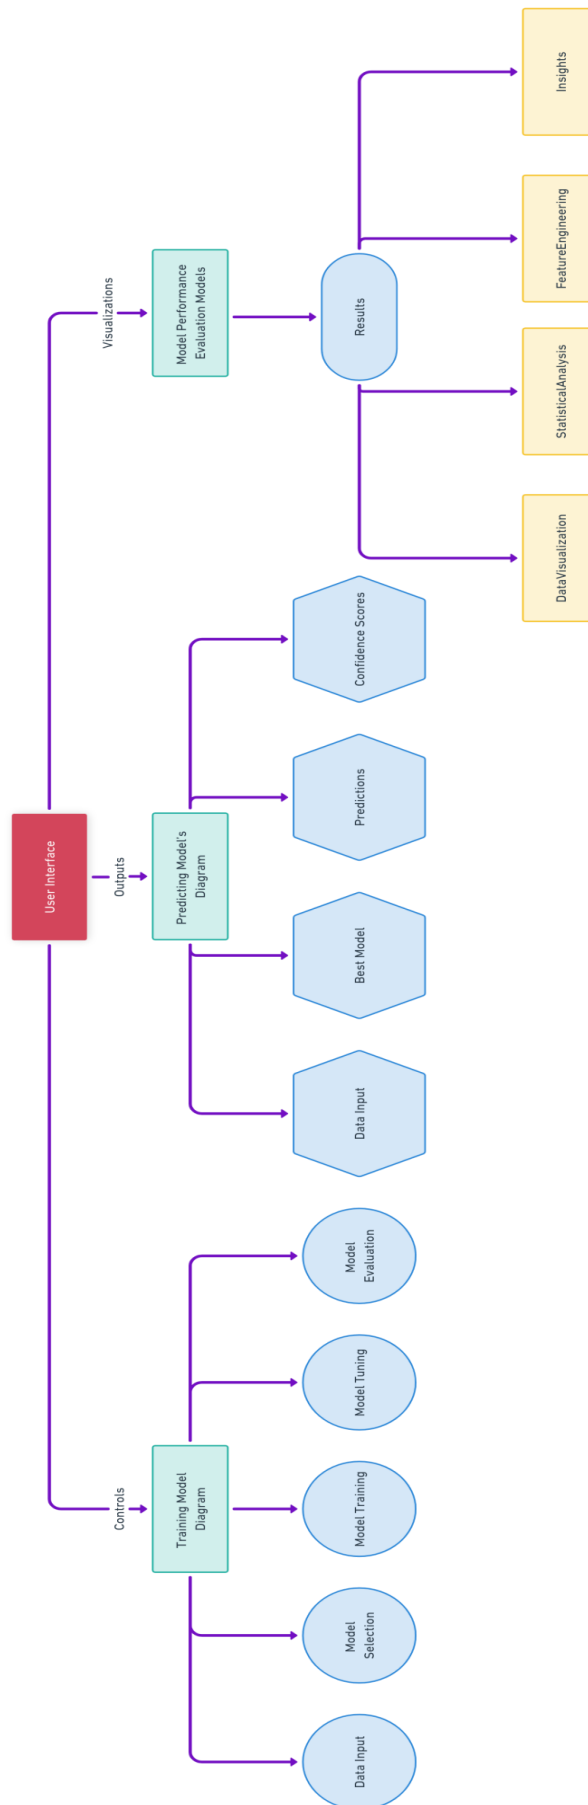 User Interface
Controls
Outputs
Visualizations
Training Model
Diagram
Predicting Model's
Diagram
Model Performance
Evaluation Models
Data Input
Model
Selection
Model Training
Model Tuning
Model
Evaluation
Data Input
Best Model
Predictions
Confidence Scores
Results
DataVisualization
StatisticalAnalysis
FeatureEngineering
Insights